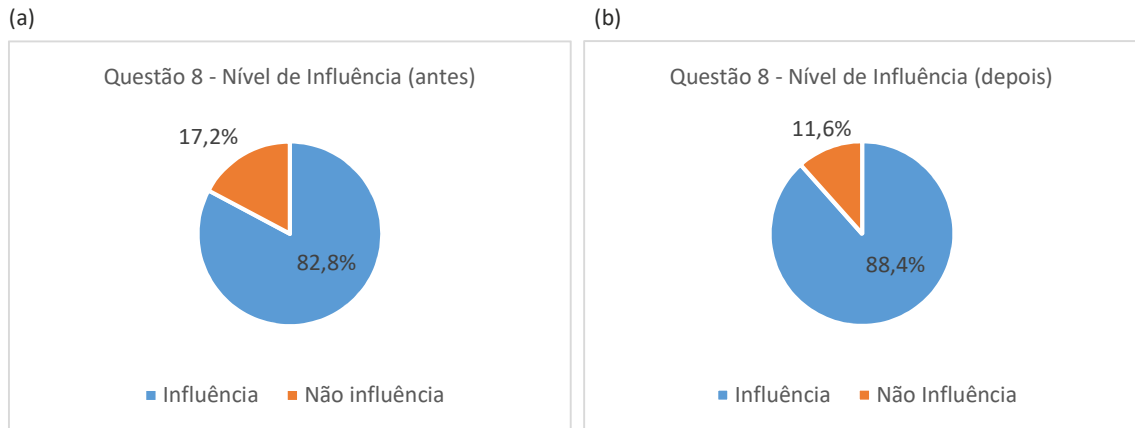 (a)
Questão 8 - Nível de Influência (antes)
17,2%
82,8%
Influência Não influência
(b)
Questão 8 - Nível de Influência (depois)
11,6%
88,4%
Influência Não Influência